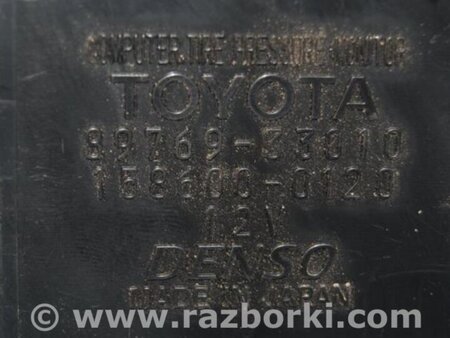 COMPUTER TIRE PRESSURE MONITOR
TOYOTA
89769-33010
158600-0120
12V
DENSO
MADE IN JAPAN
© www.razborki.com